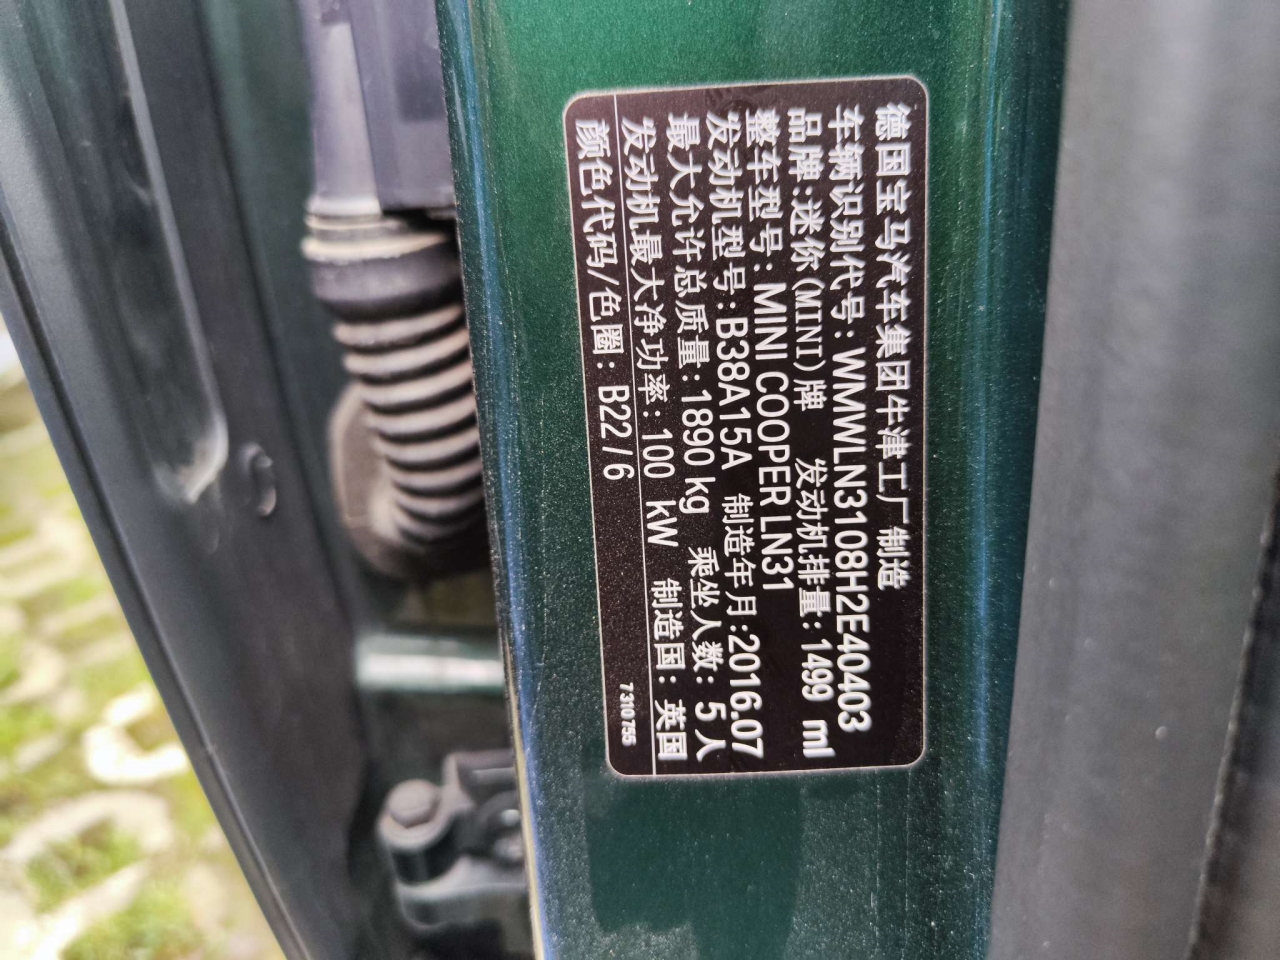 德国宝马汽车集团牛津工厂制造
车辆识别代号: WMWLN3108H2E40403
品牌:迷你(MINI)牌 发动机排量: 1499 ml
整车型号: MINI COOPER LN31
发动机型号: B38A15A 制造年月:2016.07
最大允许总质量: 1890 kg 乘坐人数: 5 人
发动机最大净功率: 100 kW 制造国: 英国
颜色代码/色圈: B22 / 6 7 310 755